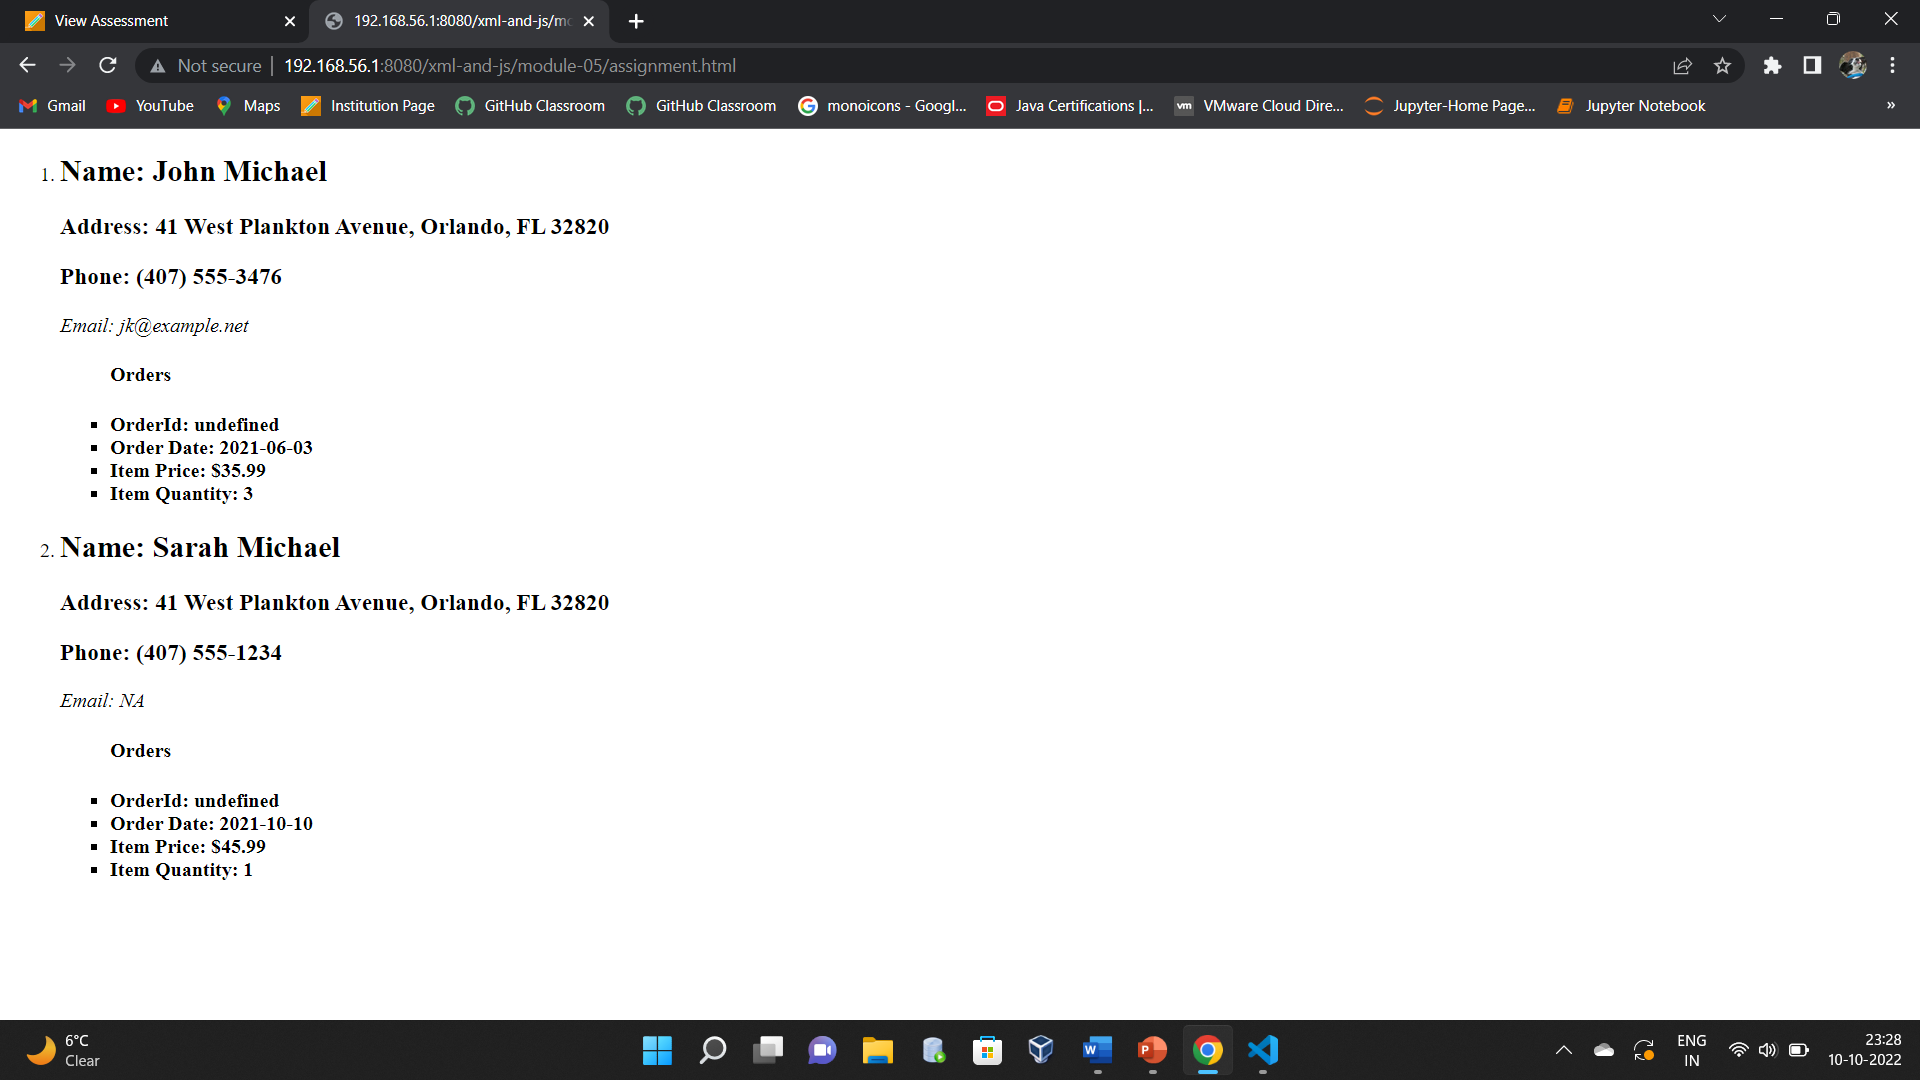 View Assessment
192.168.56.1:8080/xml-and-js/mo
Not secure
192.168.56.1:8080/xml-and-js/module-05/assignment.html
Gmail
YouTube
Maps
Institution Page
GitHub Classroom
GitHub Classroom
monoicons - Googl...
Java Certifications |...
vm
VMware Cloud Dire...
Jupyter-Home Page...
Jupyter Notebook
»
1. Name: John Michael
Address: 41 West Plankton Avenue, Orlando, FL 32820
Phone: (407) 555-3476
Email: jk@example.net
Orders
OrderId: undefined
Order Date: 2021-06-03
Item Price: $35.99
Item Quantity: 3
2. Name: Sarah Michael
Address: 41 West Plankton Avenue, Orlando, FL 32820
Phone: (407) 555-1234
Email: NA
Orders
OrderId: undefined
Order Date: 2021-10-10
Item Price: $45.99
Item Quantity: 1
6°C
Clear
ENG
IN
23:28
10-10-2022